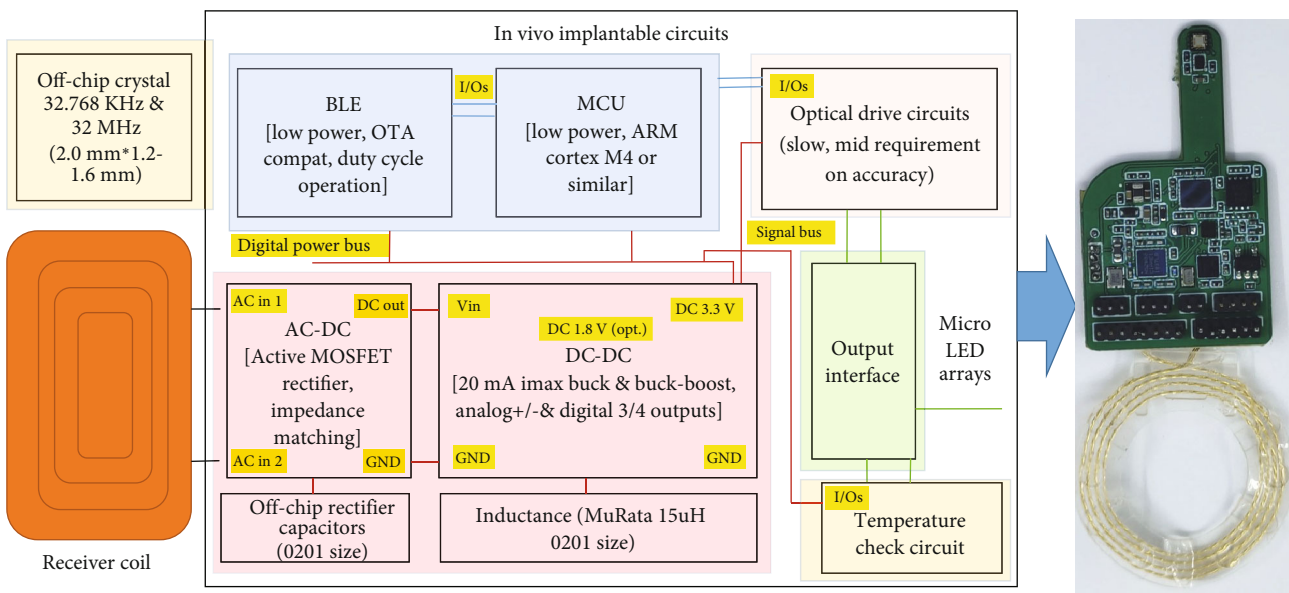 In vivo implantable circuits
Off-chip crystal
32.768 KHz &
32 MHz
(2.0 mm*1.2-
1.6 mm)
BLE
[low power, OTA
compat, duty cycle
operation]
I/Os
MCU
[low power, ARM
cortex M4 or
similar]
I/Os
Optical drive circuits
(slow, mid requirement
on accuracy)
Digital power bus
Signal bus
AC in 1
DC out
AC-DC
[Active MOSFET
rectifier,
impedance
matching]
AC in 2
GND
Vin
DC 3.3 V
DC 1.8 V (opt.)
DC-DC
[20 mA imax buck & buck-boost,
analog+/-& digital 3/4 outputs]
GND
GND
Output
interface
Micro
LED
arrays
Off-chip rectifier
capacitors
(0201 size)
Inductance (MuRata 15uH
0201 size)
I/Os
Temperature
check circuit
Receiver coil